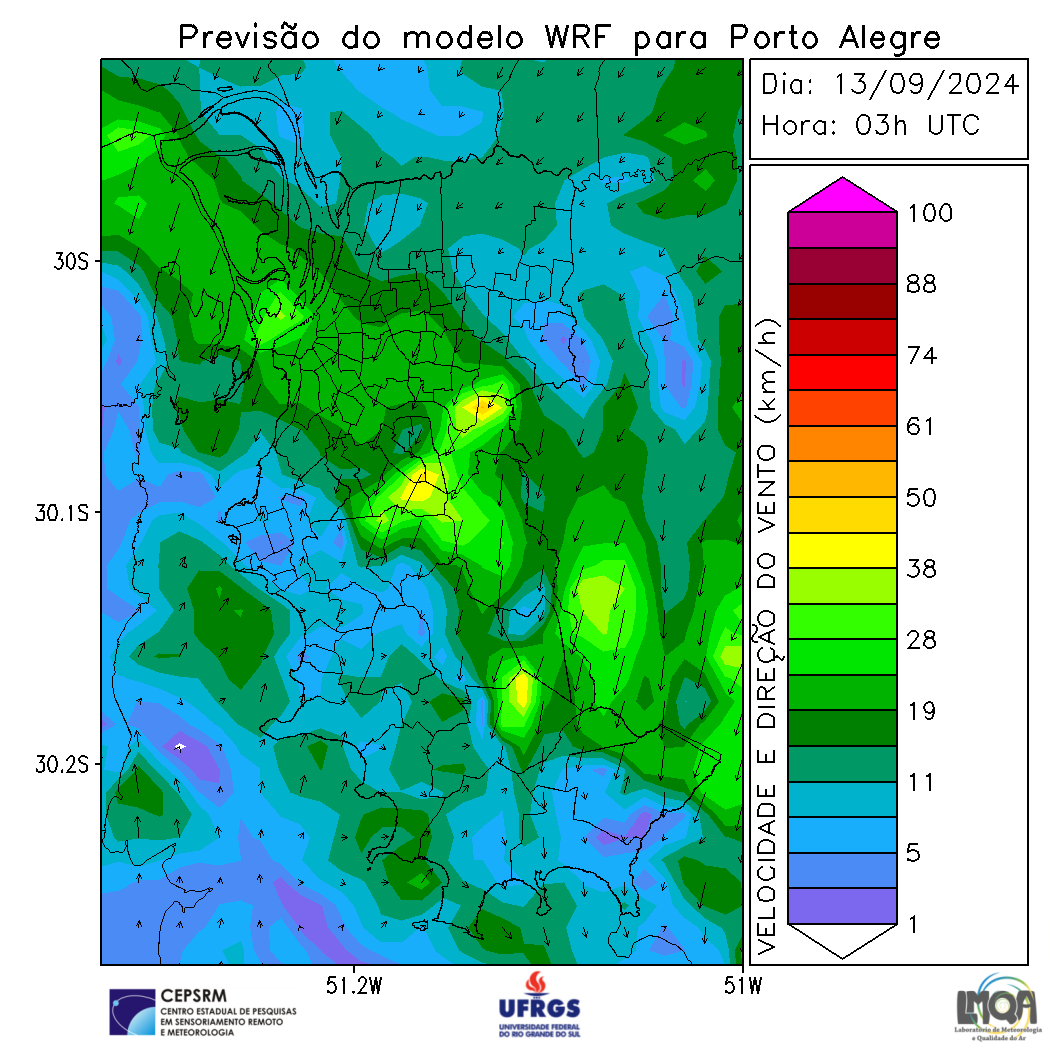 Previsão do modelo WRF para Porto Alegre
Dia: 13/09/2024
Hora: 03h UTC
30S
30.1S
30.2S
51.2W
51W
VELOCIDADE E DIREÇÃO DO VENTO (km/h)
100
88
74
61
50
38
28
19
11
5
1
CEPSRM
CENTRO ESTADUAL DE PESQUISAS
EM SENSORIAMENTO REMOTO
E METEOROLOGIA
UFRGS
UNIVERSIDADE FEDERAL
DO RIO GRANDE DO SUL
LMQA
Laboratório de Meteorologia
e Qualidade do Ar